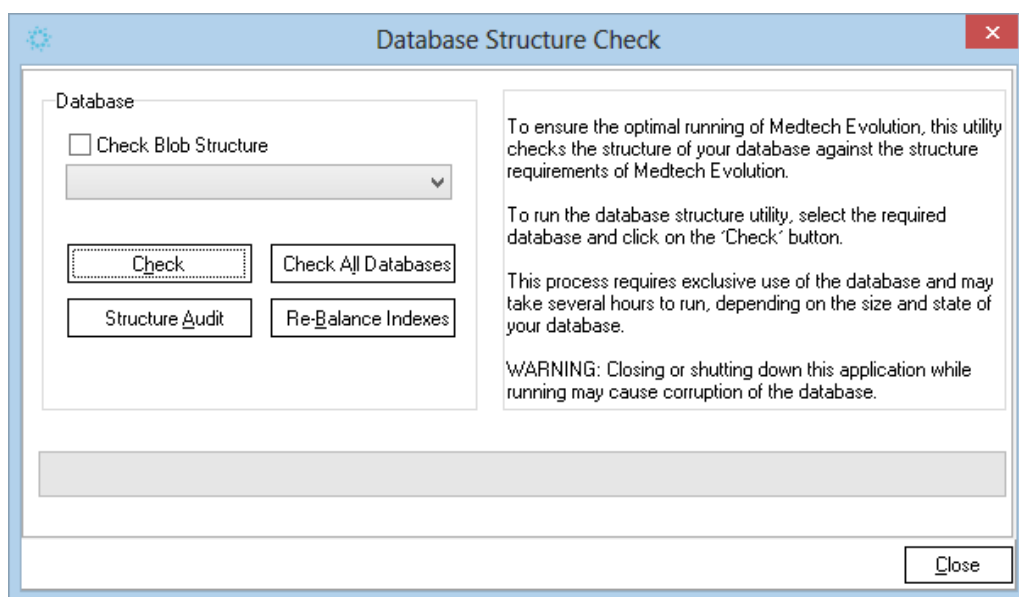 Database Structure Check
Database
Check Blob Structure
Check
Check All Databases
Structure Audit
Re-Balance Indexes
To ensure the optimal running of Medtech Evolution, this utility
checks the structure of your database against the structure
requirements of Medtech Evolution.
To run the database structure utility, select the required
database and click on the ‘Check’ button.
This process requires exclusive use of the database and may
take several hours to run, depending on the size and state of
your database.
WARNING: Closing or shutting down this application while
running may cause corruption of the database.
Close